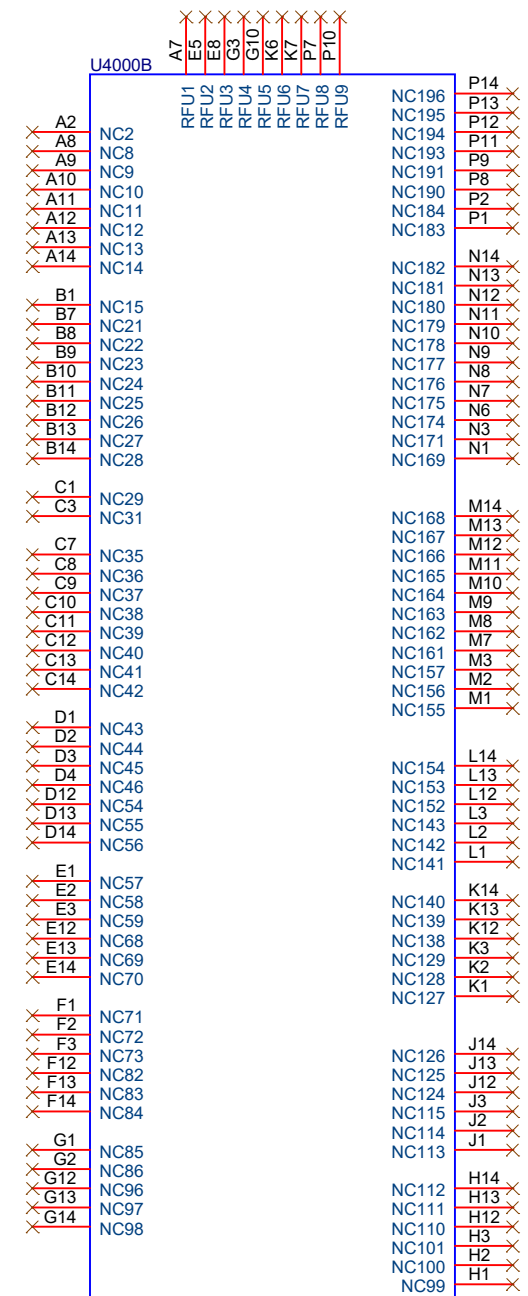 A7 E5 E8 G3 G10 K6 K7 P7 P10
U4000B
RFU1 RFU2 RFU3 RFU4 RFU5 RFU6 RFU7 RFU8 RFU9
A2 NC2
A8 NC8
A9 NC9
A10 NC10
A11 NC11
A12 NC12
A13 NC13
A14 NC14
B1 NC15
B7 NC21
B8 NC22
B9 NC23
B10 NC24
B11 NC25
B12 NC26
B13 NC27
B14 NC28
C1 NC29
C3 NC31
C7 NC35
C8 NC36
C9 NC37
C10 NC38
C11 NC39
C12 NC40
C13 NC41
C14 NC42
D1 NC43
D2 NC44
D3 NC45
D4 NC46
D12 NC54
D13 NC55
D14 NC56
E1 NC57
E2 NC58
E3 NC59
E12 NC68
E13 NC69
E14 NC70
F1 NC71
F2 NC72
F3 NC73
F12 NC82
F13 NC83
F14 NC84
G1 NC85
G2 NC86
G12 NC96
G13 NC97
G14 NC98
NC196 P14
NC195 P13
NC194 P12
NC193 P11
NC191 P9
NC190 P8
NC184 P2
NC183 P1
NC182 N14
NC181 N13
NC180 N12
NC179 N11
NC178 N10
NC177 N9
NC176 N8
NC175 N7
NC174 N6
NC171 N3
NC169 N1
NC168 M14
NC167 M13
NC166 M12
NC165 M11
NC164 M10
NC163 M9
NC162 M8
NC161 M7
NC157 M3
NC156 M2
NC155 M1
NC154 L14
NC153 L13
NC152 L12
NC143 L3
NC142 L2
NC141 L1
NC140 K14
NC139 K13
NC138 K12
NC129 K3
NC128 K2
NC127 K1
NC126 J14
NC125 J13
NC124 J12
NC115 J3
NC114 J2
NC113 J1
NC112 H14
NC111 H13
NC110 H12
NC101 H3
NC100 H2
NC99 H1